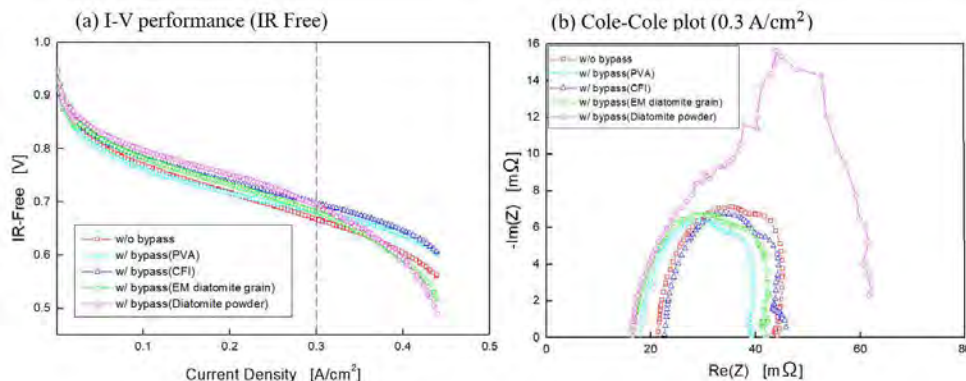 (a) I-V performance (IR Free)
1.0
0.9
0.8
0.7
0.6
0.5
IR-Free [V]
w/o bypass
w/ bypass(PVA)
w/ bypass(CFI)
w/ bypass(EM diatomite grain)
w/ bypass(Diatomite powder)
0.1
0.2
0.3
0.4
0.5
Current Density [A/cm²]
(b) Cole-Cole plot (0.3 A/cm²)
16
14
12
10
8
6
4
2
0
-Im(Z) [mΩ]
w/o bypass
w/ bypass(PVA)
w/ bypass(CFI)
w/ bypass(EM diatomite grain)
w/ bypass(Diatomite powder)
0
20
40
60
80
Re(Z) [mΩ]